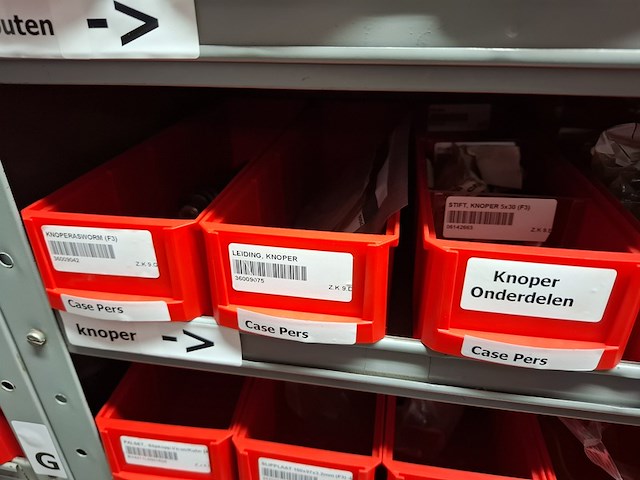 outen -->
KNOPERASWORM (F3)
36009042
Z.K 9.D
Case Pers
LEIDING, KNOPER
36009075
Z.K 9.D
Case Pers
STIFT, KNOPER 5x30 (F3)
36142665
Z.K 9.
Knoper
Onderdelen
Case Pers
knoper -->
G